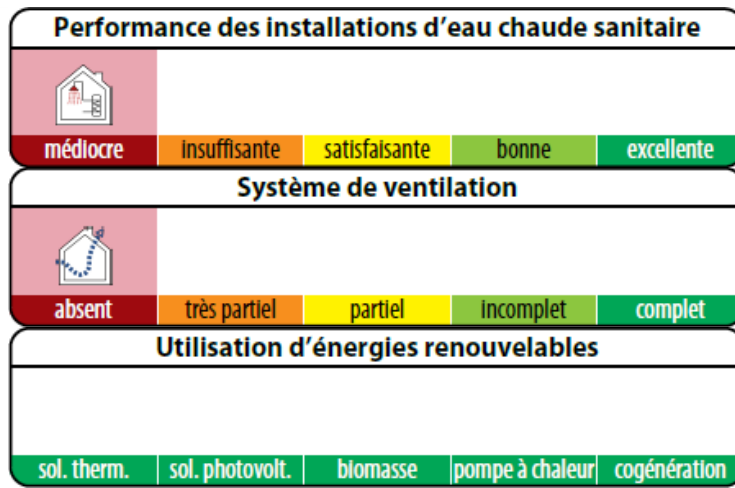 Performance des installations d’eau chaude sanitaire
médiocre insuffisante satisfaisante bonne excellente
Système de ventilation
absent très partiel partiel incomplet complet
Utilisation d’énergies renouvelables
sol. therm. sol. photovolt. biomasse pompe à chaleur cogénération